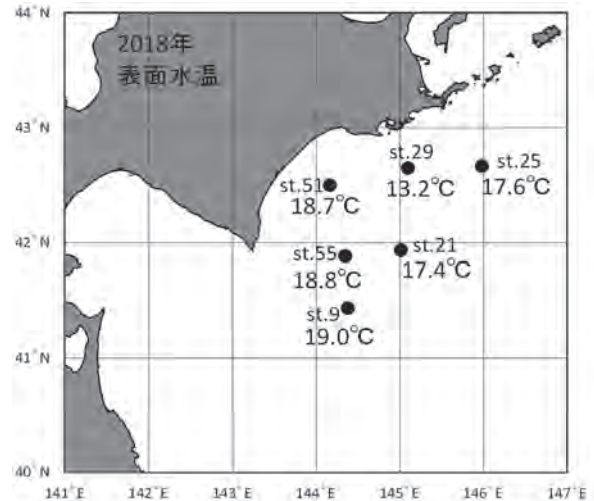 44°N
2018年
表面水温
43°N
st.29
13.2℃
st.25
17.6℃
st.51
18.7℃
42°N
st.55
18.8℃
st.21
17.4℃
st.9
19.0℃
41°N
40°N
141°E 142°E 143°E 144°E 145°E 146°E 147°E